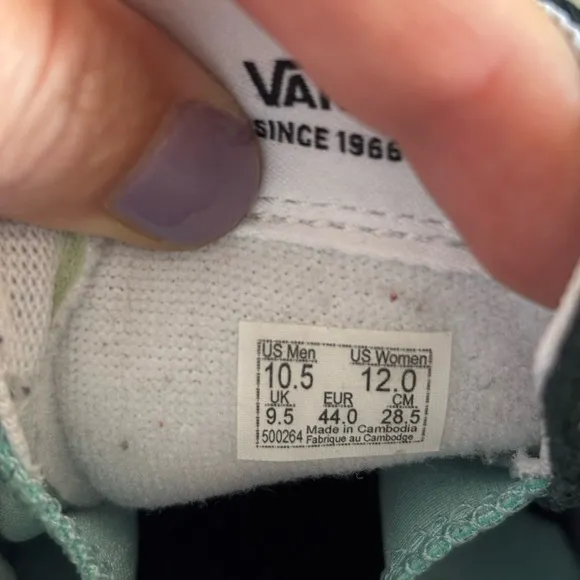 SINCE 1966
US Men US Women
10.5 12.0
UK EUR CM
9.5 44.0 28.5
500264 Made in Cambodia
Fabrique au Cambodge